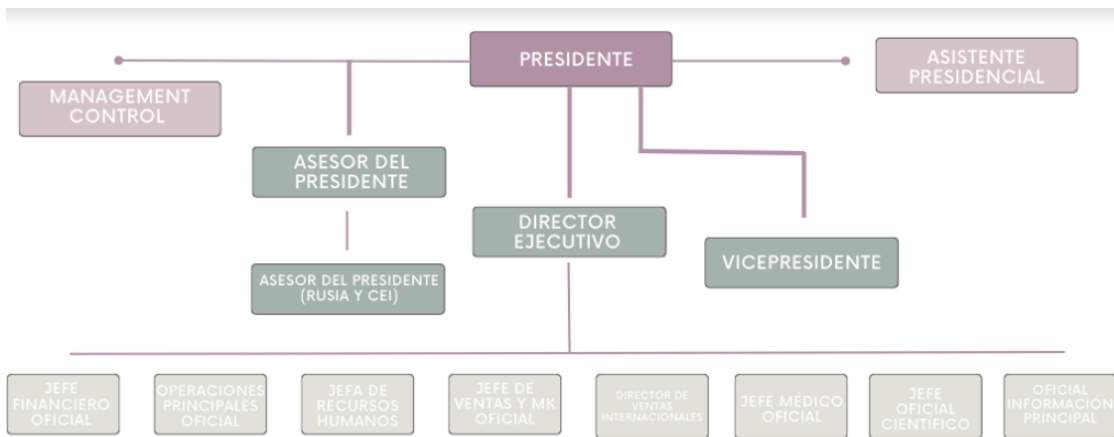 PRESIDENTE
ASISTENTE
PRESIDENCIAL
MANAGEMENT
CONTROL
ASESOR DEL
PRESIDENTE
DIRECTOR
EJECUTIVO
VICEPRESIDENTE
ASESOR DEL PRESIDENTE
(RUSIA Y CEI)
JEFE
FINANCIERO
OFICIAL
OPERACIONES
PRINCIPALES
OFICIAL
JEFA DE
RECURSOS
HUMANOS
JEFE DE
VENTAS Y MK
OFICIAL
DIRECTOR DE
VENTAS
INTERNACIONALES
JEFE MÉDICO
OFICIAL
JEFE
OFICIAL
CIENTÍFICO
OFICIAL
INFORMACIÓN
PRINCIPAL